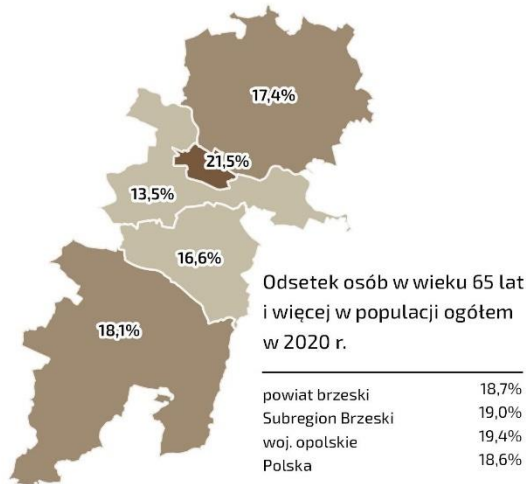 17,4%
21,5%
13,5%
16,6%
18,1%
Odsetek osób w wieku 65 lat
i więcej w populacji ogółem
w 2020 r.
powiat brzeski 18,7%
Subregion Brzeski 19,0%
woj. opolskie 19,4%
Polska 18,6%